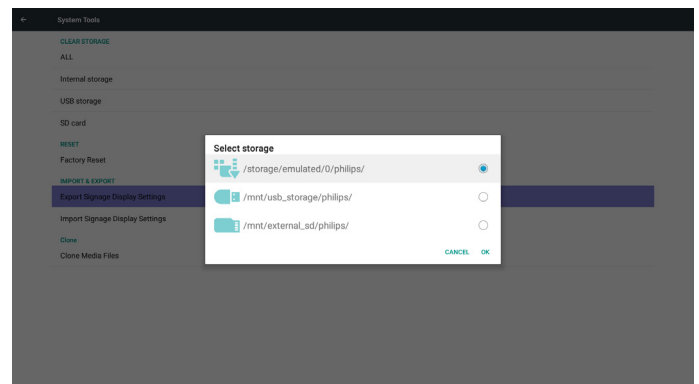 System Tools
CLEAR STORAGE
ALL
Internal storage
USB storage
SD card
RESET
Factory Reset
IMPORT & EXPORT
Export Signage Display Settings
Import Signage Display Settings
Clone
Clone Media Files
Select storage
/storage/emulated/0/philips/
/mnt/usb_storage/philips/
/mnt/external_sd/philips/
CANCEL OK